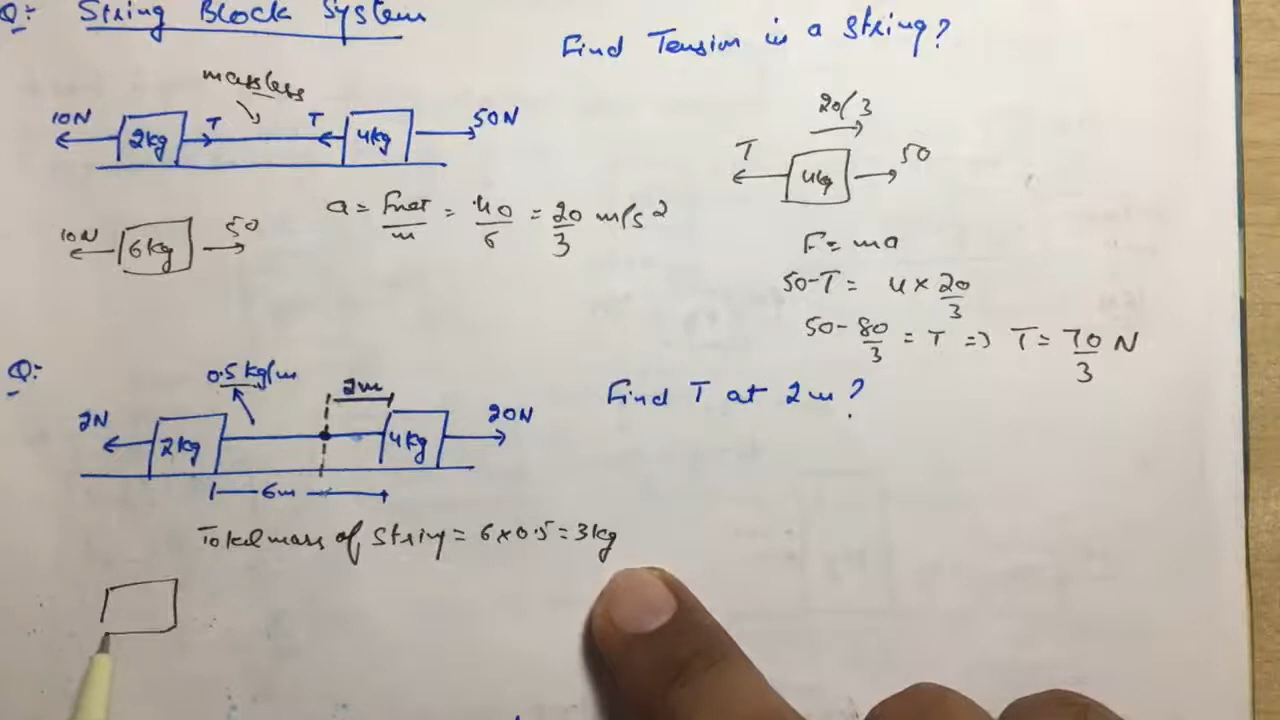 Q: String Block System
Find Tension in a String?
massless
10N 2kg T T 4kg 50N
20/3
T 4kg 50
10N 6kg 50
a = Fnet/m = 40/6 = 20/3 m/s²
F = ma
50-T = 4 × 20/3
50 - 80/3 = T => T = 70/3 N
Q:
0.5 kg/m 2m
Find T at 2m?
2N 2kg 4kg 20N
6m
Total mass of String = 6×0.5 = 3kg